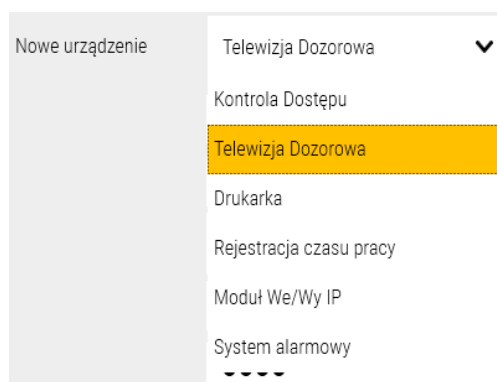 Nowe urządzenie
Telewizja Dozorowa
Kontrola Dostępu
Telewizja Dozorowa
Drukarka
Rejestracja czasu pracy
Moduł We/Wy IP
System alarmowy